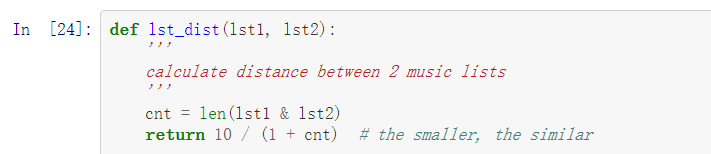 In [24]: def lst_dist(lst1, lst2):
'''
calculate distance between 2 music lists
'''
cnt = len(lst1 & lst2)
return 10 / (1 + cnt)  # the smaller, the similar